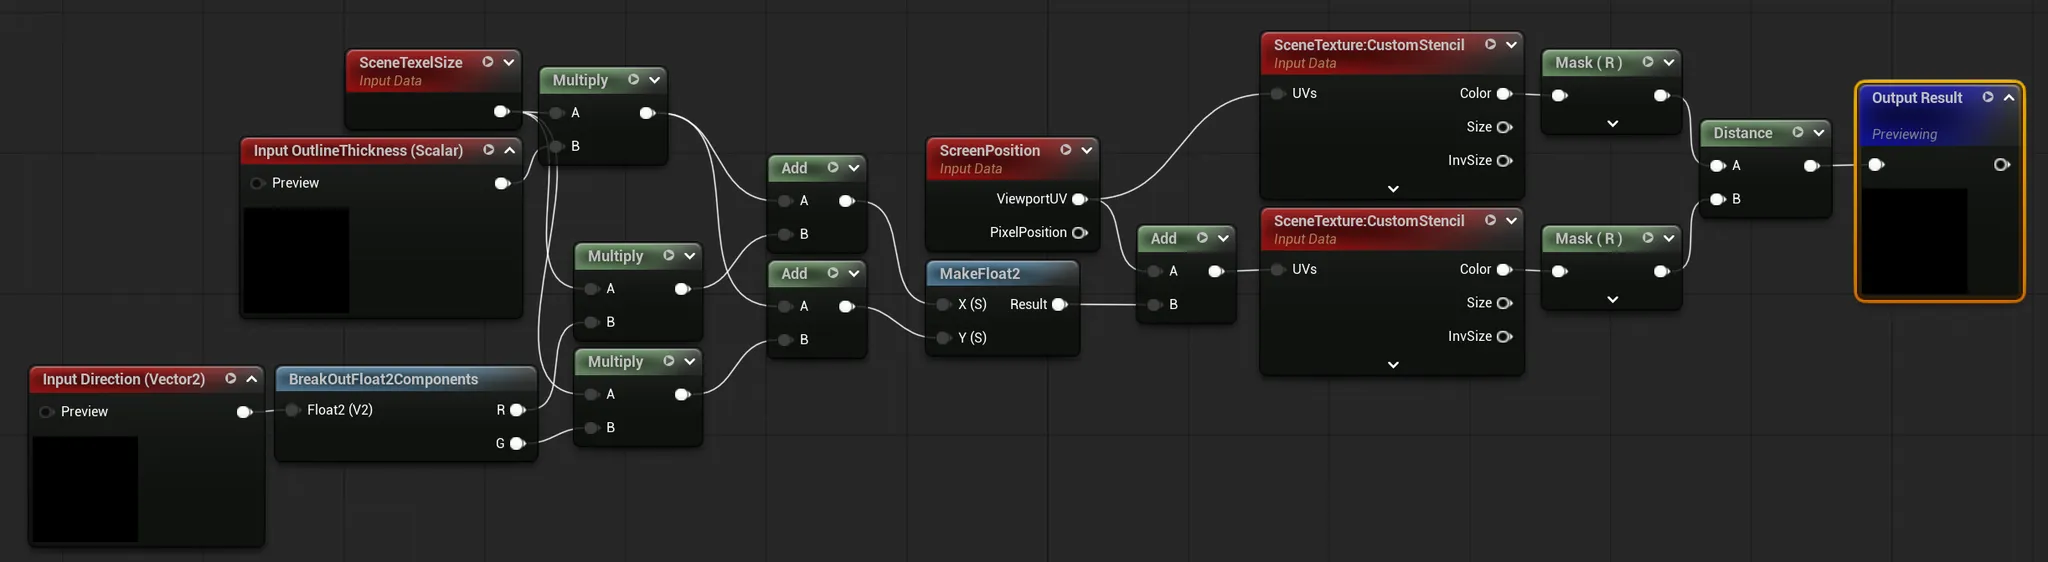 SceneTexelSize
Input Data
Input OutlineThickness (Scalar)
Preview
Input Direction (Vector2)
Preview
BreakOutFloat2Components
Float2 (V2)
R
G
Multiply
A
B
Multiply
A
B
Multiply
A
B
Add
A
B
Add
A
B
ScreenPosition
Input Data
ViewportUV
PixelPosition
MakeFloat2
X (S)
Result
Y (S)
Add
A
B
SceneTexture:CustomStencil
Input Data
UVs
Color
Size
InvSize
SceneTexture:CustomStencil
Input Data
UVs
Color
Size
InvSize
Mask ( R )
Mask ( R )
Distance
A
B
Output Result
Previewing